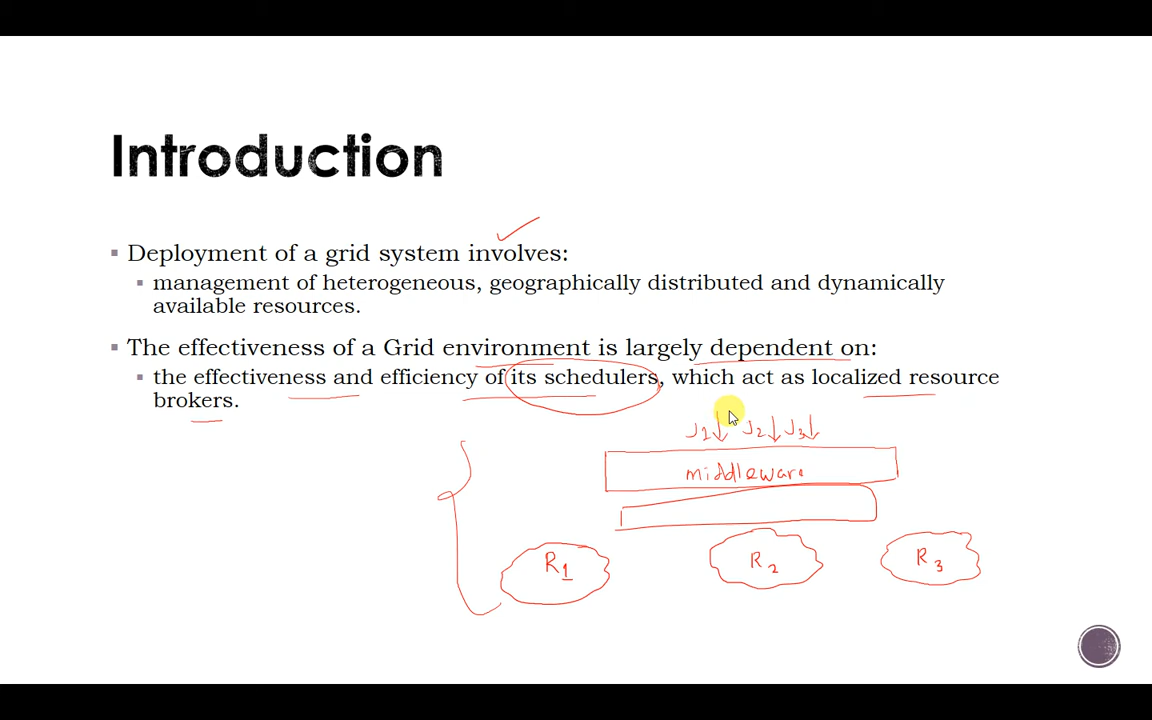 Introduction
▪ Deployment of a grid system involves:
▪ management of heterogeneous, geographically distributed and dynamically
available resources.
▪ The effectiveness of a Grid environment is largely dependent on:
▪ the effectiveness and efficiency of its schedulers, which act as localized resource
brokers.
J1 J2 J3
middleware
R1 R2 R3